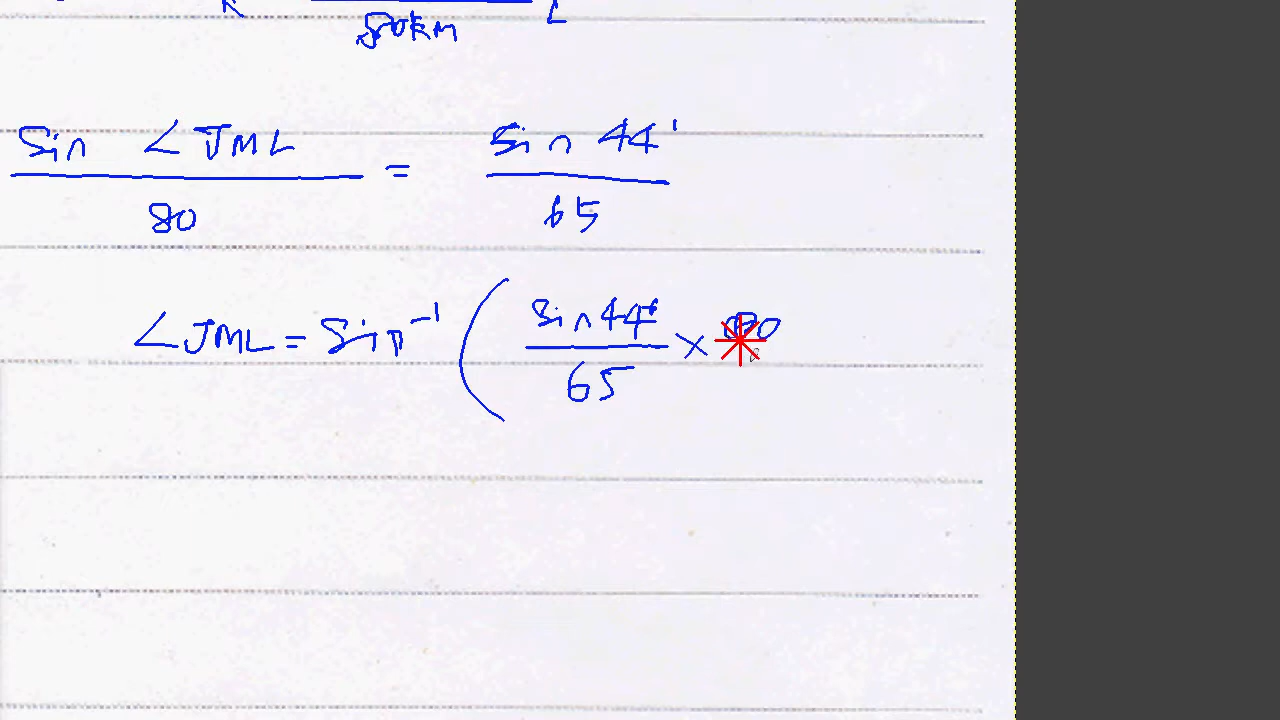 K L
80km
Sin ∠JML / 80 = Sin 44° / 65
∠JML = Sin⁻¹ ( Sin 44° / 65 × 80